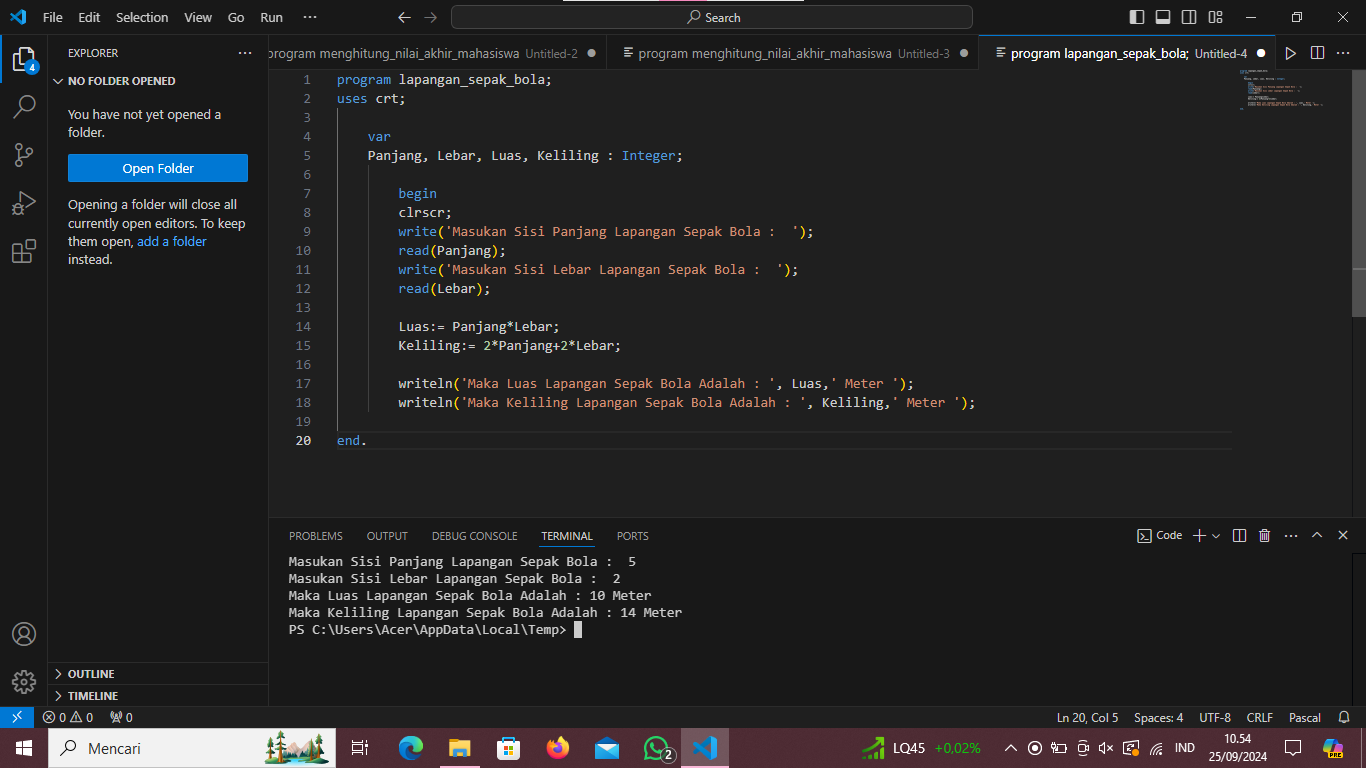 File Edit Selection View Go Run ···
Search
EXPLORER ···
program menghitung_nilai_akhir_mahasiswa Untitled-2
program menghitung_nilai_akhir_mahasiswa Untitled-3
program lapangan_sepak_bola; Untitled-4
NO FOLDER OPENED
You have not yet opened a
folder.
Open Folder
Opening a folder will close all
currently open editors. To keep
them open, add a folder
instead.
4
OUTLINE
TIMELINE
1 program lapangan_sepak_bola;
2 uses crt;
3
4 var
5 Panjang, Lebar, Luas, Keliling : Integer;
6
7 begin
8 clrscr;
9 write('Masukan Sisi Panjang Lapangan Sepak Bola :  ');
10 read(Panjang);
11 write('Masukan Sisi Lebar Lapangan Sepak Bola :  ');
12 read(Lebar);
13
14 Luas:= Panjang*Lebar;
15 Keliling:= 2*Panjang+2*Lebar;
16
17 writeln('Maka Luas Lapangan Sepak Bola Adalah : ', Luas,' Meter ');
18 writeln('Maka Keliling Lapangan Sepak Bola Adalah : ', Keliling,' Meter ');
19
20 end.
PROBLEMS OUTPUT DEBUG CONSOLE TERMINAL PORTS
Code
Masukan Sisi Panjang Lapangan Sepak Bola :  5
Masukan Sisi Lebar Lapangan Sepak Bola :  2
Maka Luas Lapangan Sepak Bola Adalah : 10 Meter
Maka Keliling Lapangan Sepak Bola Adalah : 14 Meter
PS C:\Users\Acer\AppData\Local\Temp>
0 0 0
Ln 20, Col 5 Spaces: 4 UTF-8 CRLF Pascal
Mencari
2
LQ45 +0,02%
IND
10.54
25/09/2024
PRE